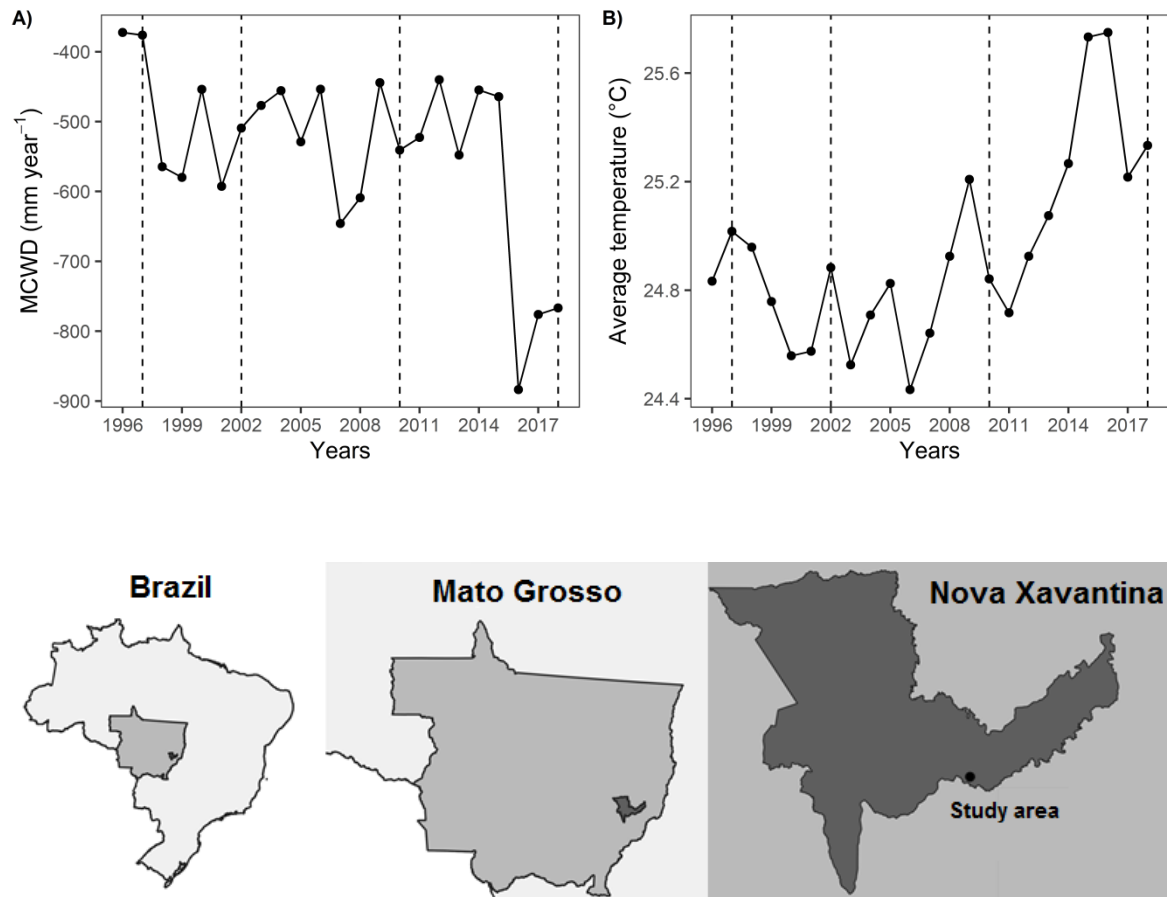 A)
MCWD (mm year⁻¹)
-400
-500
-600
-700
-800
-900
1996 1999 2002 2005 2008 2011 2014 2017
Years
B)
Average temperature (°C)
25.6
25.2
24.8
24.4
1996 1999 2002 2005 2008 2011 2014 2017
Years
Brazil
Mato Grosso
Nova Xavantina
Study area